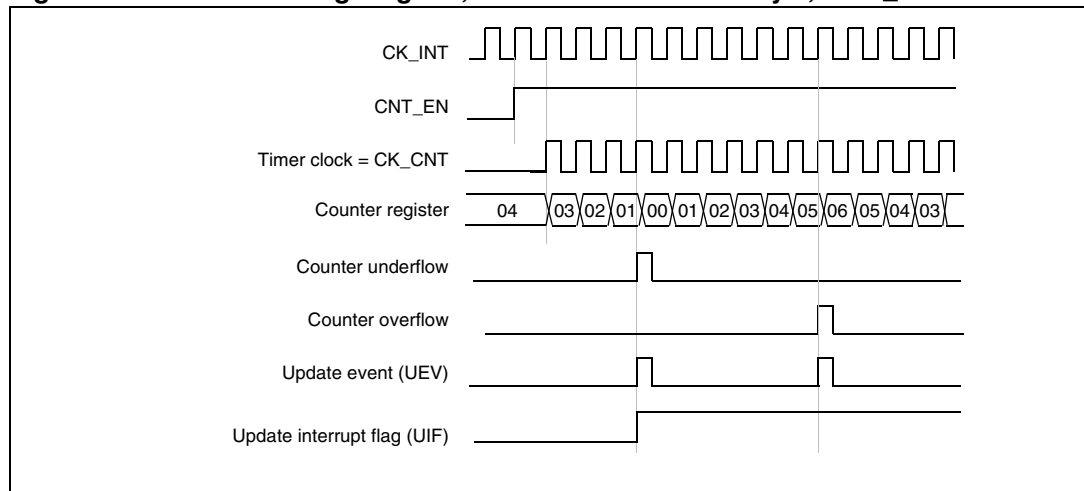 CK_INT
CNT_EN
Timer clock = CK_CNT
Counter register 04 03 02 01 00 01 02 03 04 05 06 05 04 03
Counter underflow
Counter overflow
Update event (UEV)
Update interrupt flag (UIF)